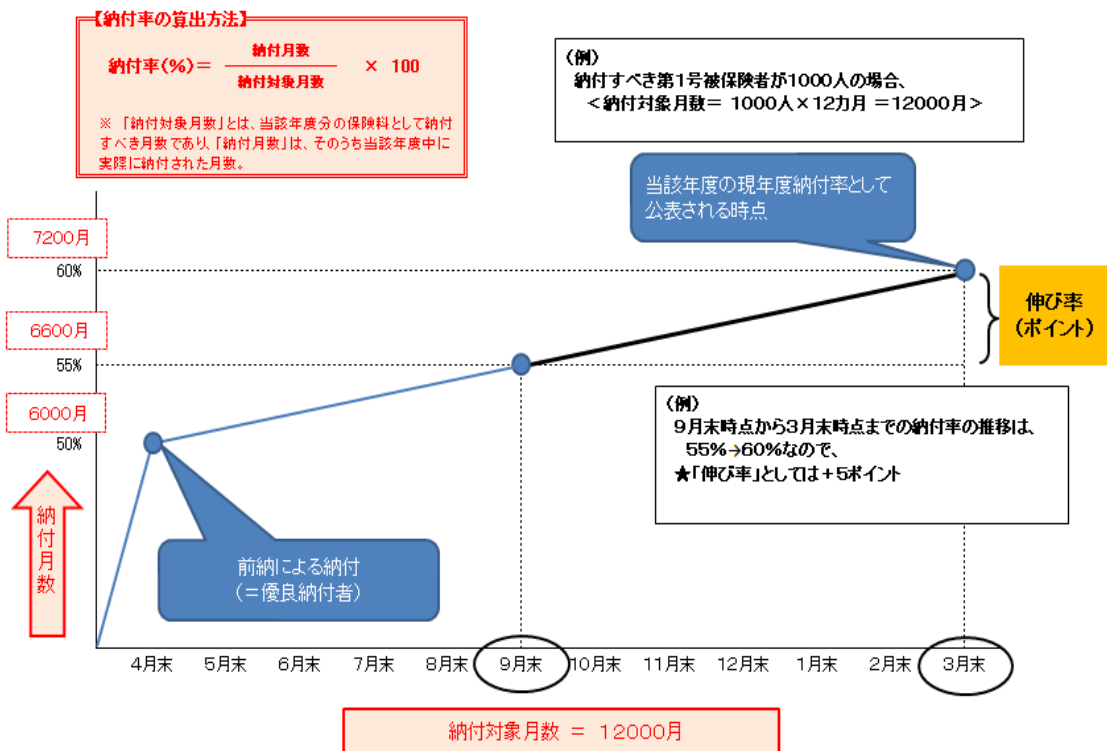 【納付率の算出方法】
納付率(%)＝ 納付月数 / 納付対象月数 × 100
※ 「納付対象月数」とは、当該年度分の保険料として納付
すべき月数であり、「納付月数」は、そのうち当該年度中に
実際に納付された月数。
（例）
納付すべき第1号被保険者が1000人の場合、
＜納付対象月数＝ 1000人×12カ月 ＝12000月＞
当該年度の現年度納付率として
公表される時点
7200月
60%
6600月
55%
6000月
50%
伸び率
（ポイント）
（例）
9月末時点から3月末時点までの納付率の推移は、
55%→60%なので、
★「伸び率」としては＋5ポイント
納付月数
前納による納付
（＝優良納付者）
4月末 5月末 6月末 7月末 8月末 9月末 10月末 11月末 12月末 1月末 2月末 3月末
納付対象月数 ＝ 12000月